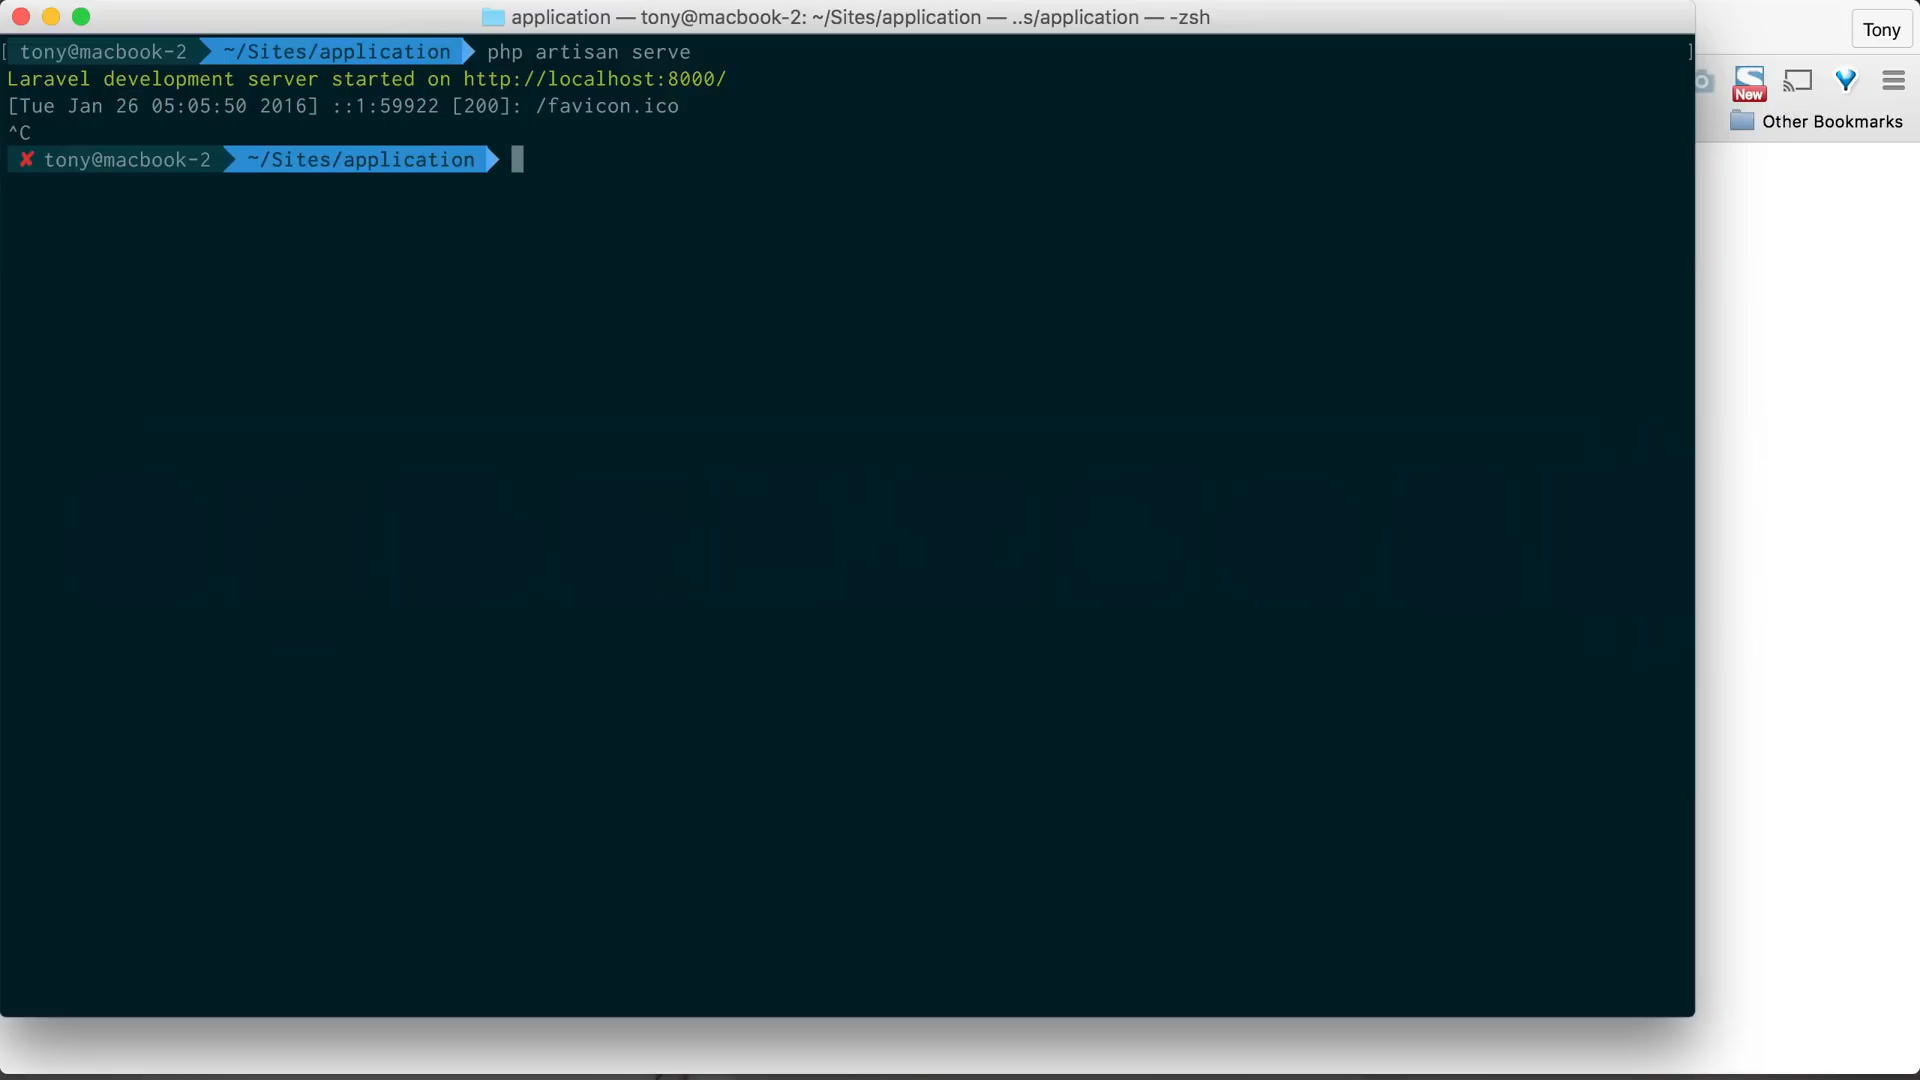 application — tony@macbook-2: ~/Sites/application — ..s/application — -zsh
Tony
[ tony@macbook-2 ~/Sites/application php artisan serve ]
Laravel development server started on http://localhost:8000/
[Tue Jan 26 05:05:50 2016] ::1:59922 [200]: /favicon.ico
^C
✘ tony@macbook-2 ~/Sites/application
New
Other Bookmarks